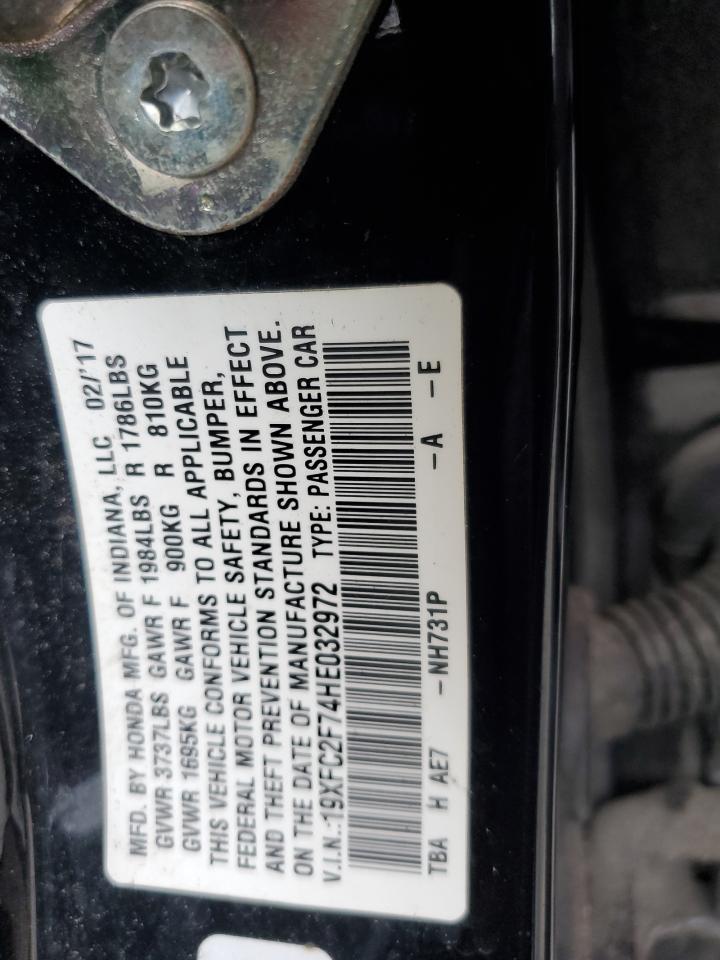 MFD. BY HONDA MFG. OF INDIANA, LLC 02/'17
GVWR 3737LBS GAWR F 1984LBS R 1786LBS
GVWR 1695KG GAWR F 900KG R 810KG
THIS VEHICLE CONFORMS TO ALL APPLICABLE
FEDERAL MOTOR VEHICLE SAFETY, BUMPER,
AND THEFT PREVENTION STANDARDS IN EFFECT
ON THE DATE OF MANUFACTURE SHOWN ABOVE.
V.I.N.:19XFC2F74HE032972 TYPE: PASSENGER CAR
TBA H AE7 - NH731P -A -E